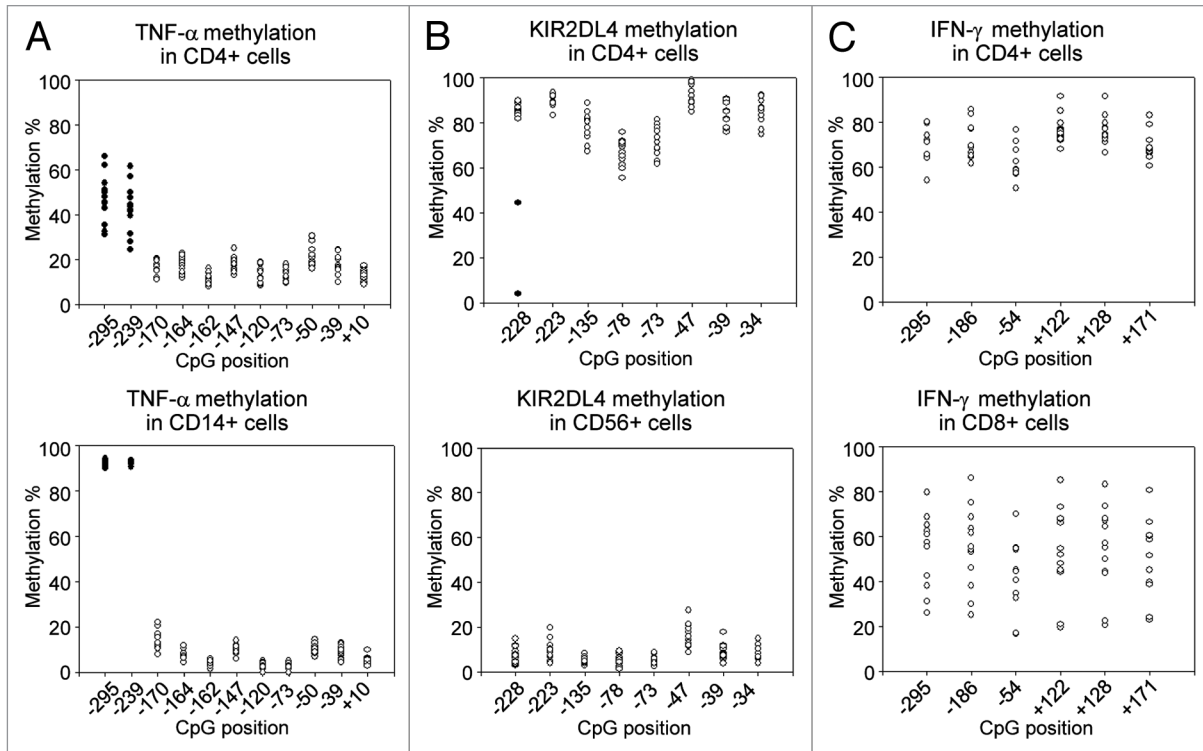 A
TNF-α methylation
in CD4+ cells
Methylation %
100
80
60
40
20
0
-295 -239 -170 -164 -162 -147 -120 -73 -50 -39 +10
CpG position
TNF-α methylation
in CD14+ cells
Methylation %
100
80
60
40
20
0
-295 -239 -170 -164 -162 -147 -120 -73 -50 -39 +10
CpG position
B
KIR2DL4 methylation
in CD4+ cells
Methylation %
100
80
60
40
20
0
-228 -223 -135 -78 -73 -47 -39 -34
CpG position
KIR2DL4 methylation
in CD56+ cells
Methylation %
100
80
60
40
20
0
-228 -223 -135 -78 -73 -47 -39 -34
CpG position
C
IFN-γ methylation
in CD4+ cells
Methylation %
100
80
60
40
20
0
-295 -186 -54 +122 +128 +171
CpG position
IFN-γ methylation
in CD8+ cells
Methylation %
100
80
60
40
20
0
-295 -186 -54 +122 +128 +171
CpG position